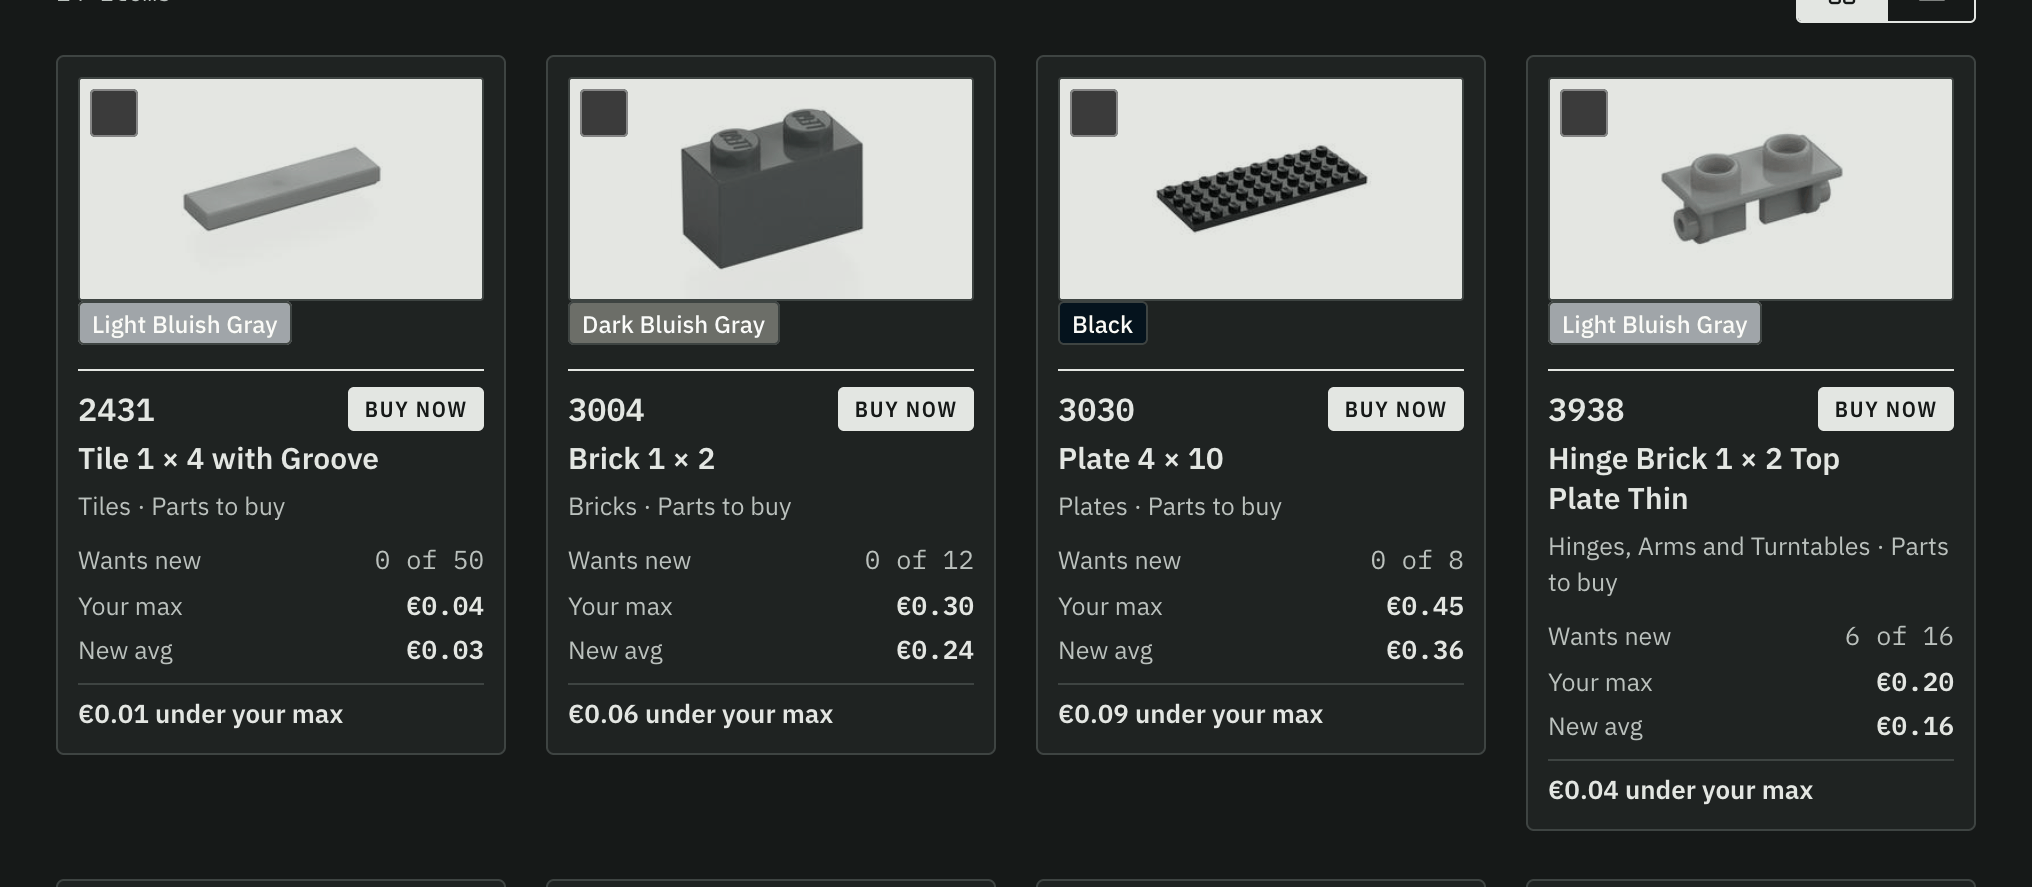 Light Bluish Gray
2431
BUY NOW
Tile 1 × 4 with Groove
Tiles · Parts to buy
Wants new 0 of 50
Your max €0.04
New avg €0.03
€0.01 under your max
Dark Bluish Gray
3004
BUY NOW
Brick 1 × 2
Bricks · Parts to buy
Wants new 0 of 12
Your max €0.30
New avg €0.24
€0.06 under your max
Black
3030
BUY NOW
Plate 4 × 10
Plates · Parts to buy
Wants new 0 of 8
Your max €0.45
New avg €0.36
€0.09 under your max
Light Bluish Gray
3938
BUY NOW
Hinge Brick 1 × 2 Top
Plate Thin
Hinges, Arms and Turntables · Parts
to buy
Wants new 6 of 16
Your max €0.20
New avg €0.16
€0.04 under your max